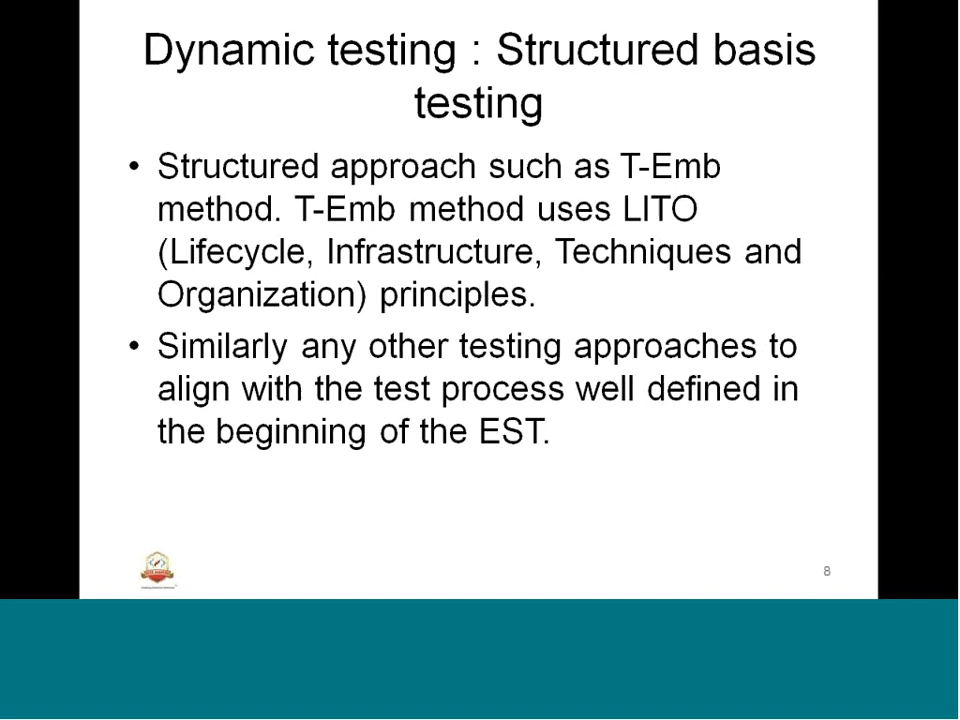 Dynamic testing : Structured basis
testing
• Structured approach such as T-Emb
method. T-Emb method uses LITO
(Lifecycle, Infrastructure, Techniques and
Organization) principles.
• Similarly any other testing approaches to
align with the test process well defined in
the beginning of the EST.
8